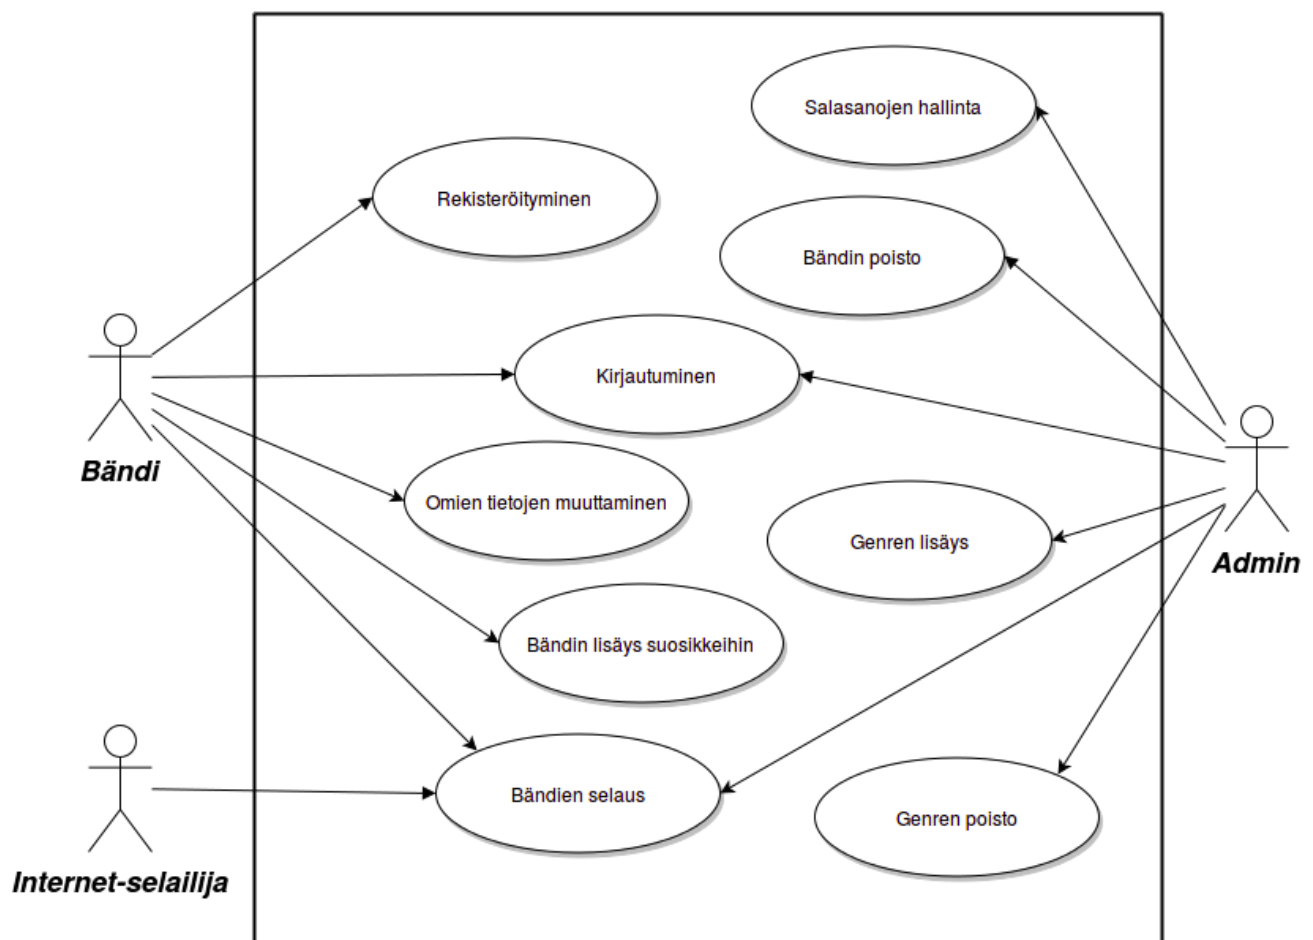 Salasanojen hallinta
Rekisteröityminen
Bändin poisto
Kirjautuminen
Bändi
Omien tietojen muuttaminen
Genren lisäys
Admin
Bändin lisäys suosikkeihin
Bändien selaus
Genren poisto
Internet-selailija